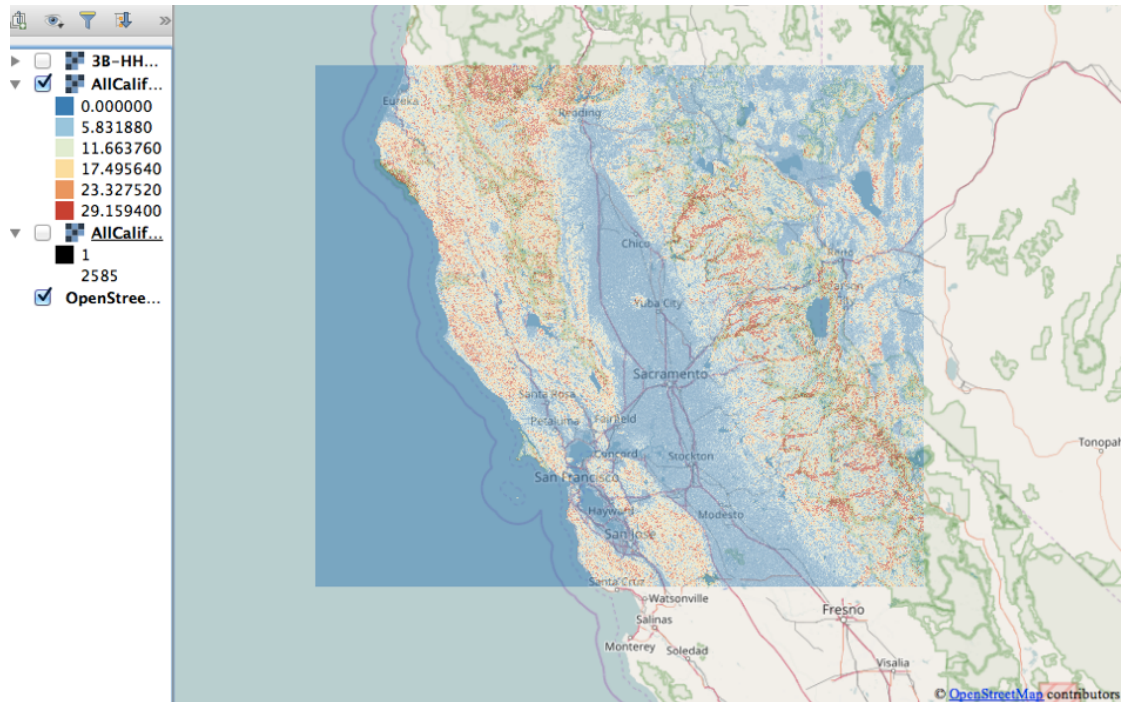 3B-HH...
AllCalif...
0.000000
5.831880
11.663760
17.495640
23.327520
29.159400
AllCalif...
1
2585
OpenStree...
Eureka
Redding
Chico
Reno
Carson
Yuba City
Sacramento
Santa Rosa
Petaluma
Fairfield
Concord
Stockton
San Francisco
Tonopah
Hayward
Modesto
San Jose
Santa Cruz
Watsonville
Fresno
Salinas
Monterey
Soledad
Visalia
© OpenStreetMap contributors